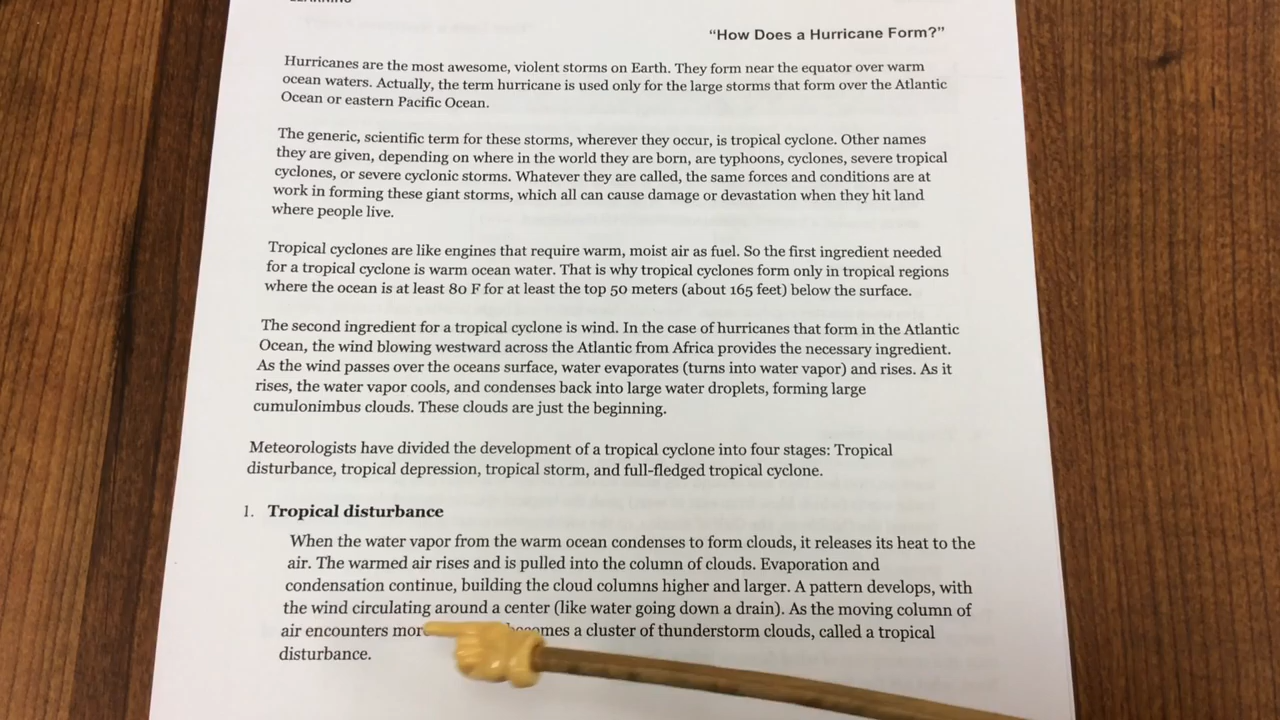 "How Does a Hurricane Form?"
Hurricanes are the most awesome, violent storms on Earth. They form near the equator over warm
ocean waters. Actually, the term hurricane is used only for the large storms that form over the Atlantic
Ocean or eastern Pacific Ocean.
The generic, scientific term for these storms, wherever they occur, is tropical cyclone. Other names
they are given, depending on where in the world they are born, are typhoons, cyclones, severe tropical
cyclones, or severe cyclonic storms. Whatever they are called, the same forces and conditions are at
work in forming these giant storms, which all can cause damage or devastation when they hit land
where people live.
Tropical cyclones are like engines that require warm, moist air as fuel. So the first ingredient needed
for a tropical cyclone is warm ocean water. That is why tropical cyclones form only in tropical regions
where the ocean is at least 80 F for at least the top 50 meters (about 165 feet) below the surface.
The second ingredient for a tropical cyclone is wind. In the case of hurricanes that form in the Atlantic
Ocean, the wind blowing westward across the Atlantic from Africa provides the necessary ingredient.
As the wind passes over the oceans surface, water evaporates (turns into water vapor) and rises. As it
rises, the water vapor cools, and condenses back into large water droplets, forming large
cumulonimbus clouds. These clouds are just the beginning.
Meteorologists have divided the development of a tropical cyclone into four stages: Tropical
disturbance, tropical depression, tropical storm, and full-fledged tropical cyclone.
1. Tropical disturbance
When the water vapor from the warm ocean condenses to form clouds, it releases its heat to the
air. The warmed air rises and is pulled into the column of clouds. Evaporation and
condensation continue, building the cloud columns higher and larger. A pattern develops, with
the wind circulating around a center (like water going down a drain). As the moving column of
air encounters more becomes a cluster of thunderstorm clouds, called a tropical
disturbance.